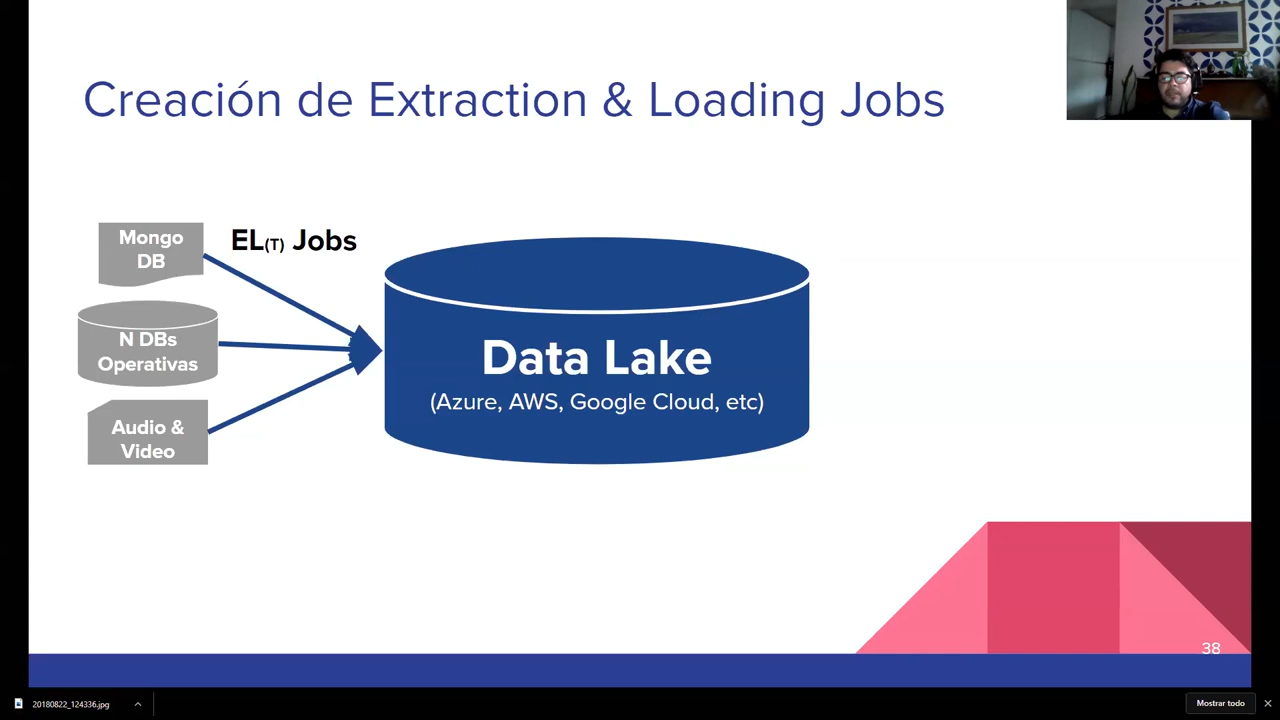 Creación de Extraction & Loading Jobs
Mongo
DB
EL(T) Jobs
N DBs
Operativas
Audio &
Video
Data Lake
(Azure, AWS, Google Cloud, etc)
38
20180822_124336.jpg
Mostrar todo